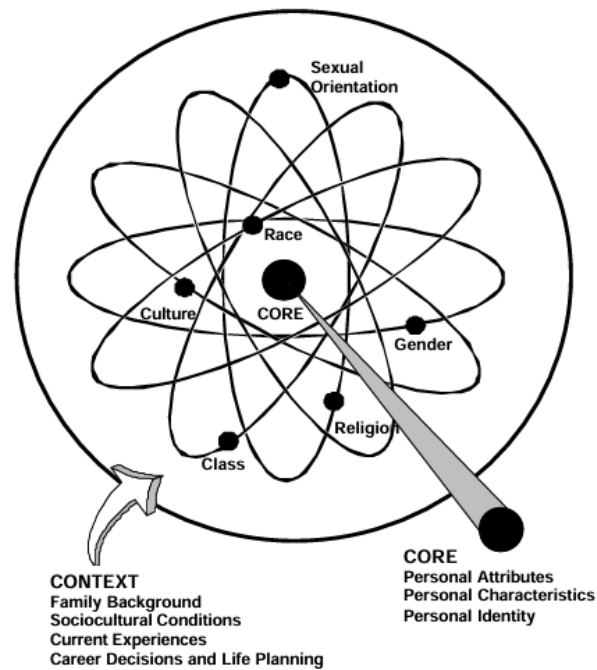 Sexual
Orientation
Race
CORE
Culture
Gender
Religion
Class
CONTEXT
Family Background
Sociocultural Conditions
Current Experiences
Career Decisions and Life Planning
CORE
Personal Attributes
Personal Characteristics
Personal Identity